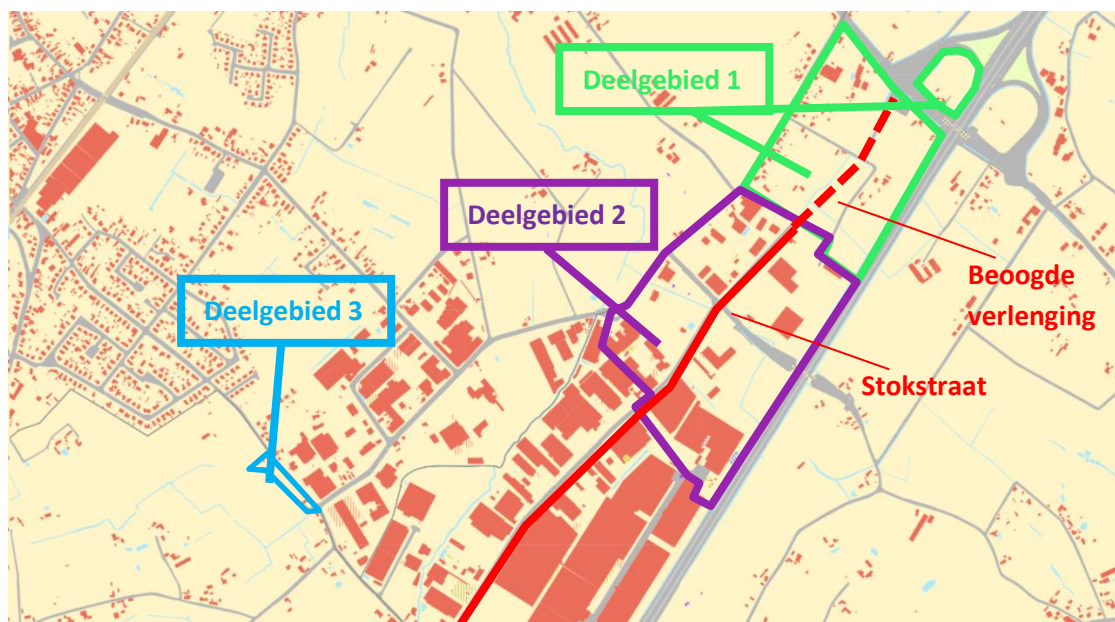 Deelgebied 1
Deelgebied 2
Deelgebied 3
Beoogde
verlenging
Stokstraat